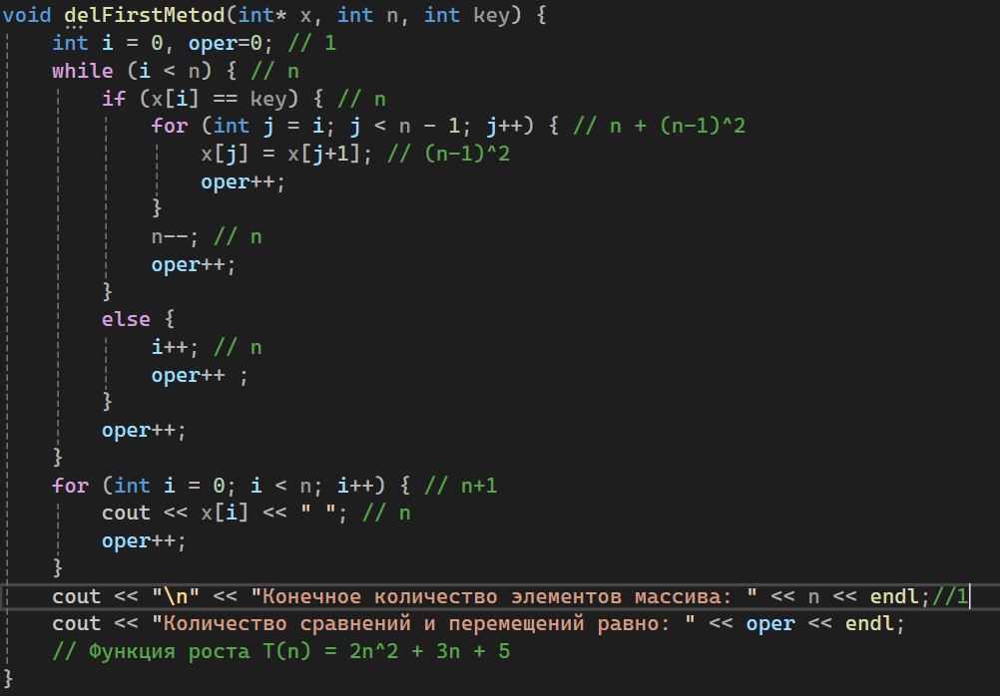 void delFirstMetod(int* x, int n, int key) {
    int i = 0, oper=0; // 1
    while (i < n) { // n
        if (x[i] == key) { // n
            for (int j = i; j < n - 1; j++) { // n + (n-1)^2
                x[j] = x[j+1]; // (n-1)^2
                oper++;
            }
            n--; // n
            oper++;
        }
        else {
            i++; // n
            oper++ ;
        }
        oper++;
    }
    for (int i = 0; i < n; i++) { // n+1
        cout << x[i] << " "; // n
        oper++;
    }
    cout << "\n" << "Конечное количество элементов массива: " << n << endl;//1
    cout << "Количество сравнений и перемещений равно: " << oper << endl;
    // Функция роста T(n) = 2n^2 + 3n + 5
}